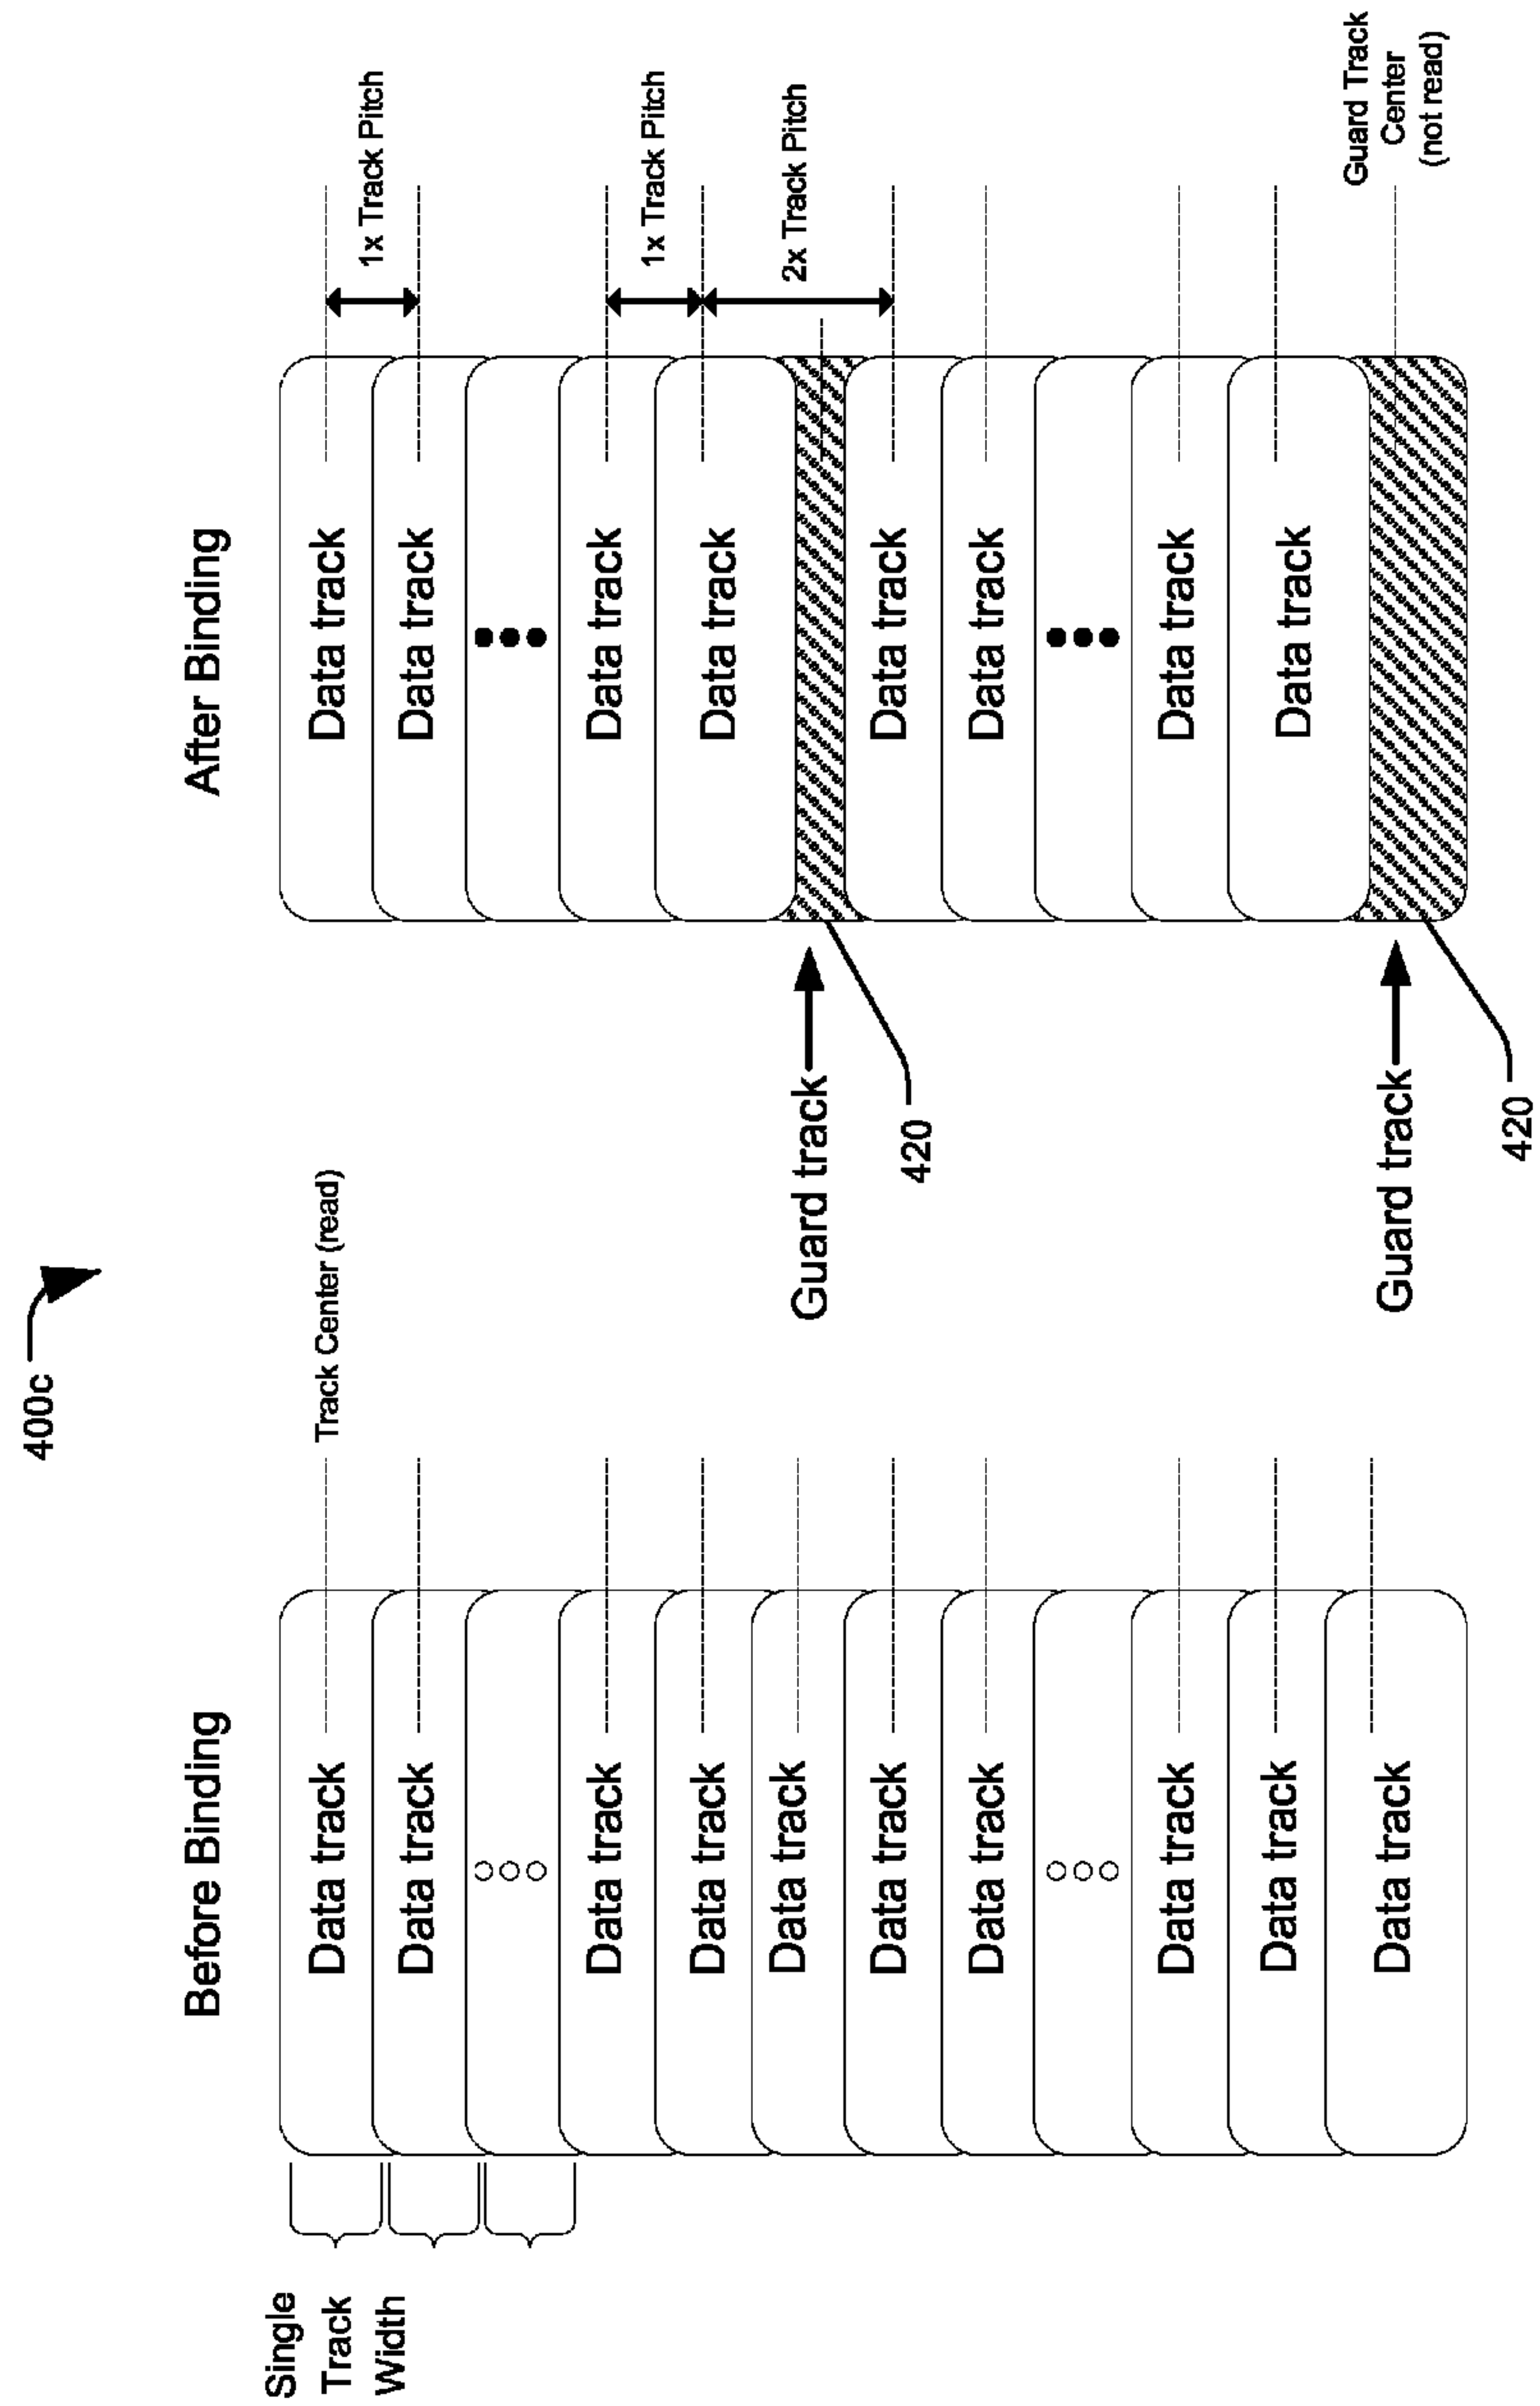 400c
Before Binding
After Binding
Single
Track
Width
Data track
Data track
Data track
Data track
Data track
Data track
Data track
Data track
Data track
Data track
Track Center (read)
Guard track
420
Guard track
420
Data track
Data track
Data track
Data track
Data track
Data track
Data track
Data track
1x Track Pitch
1x Track Pitch
2x Track Pitch
Guard Track
Center
(not read)